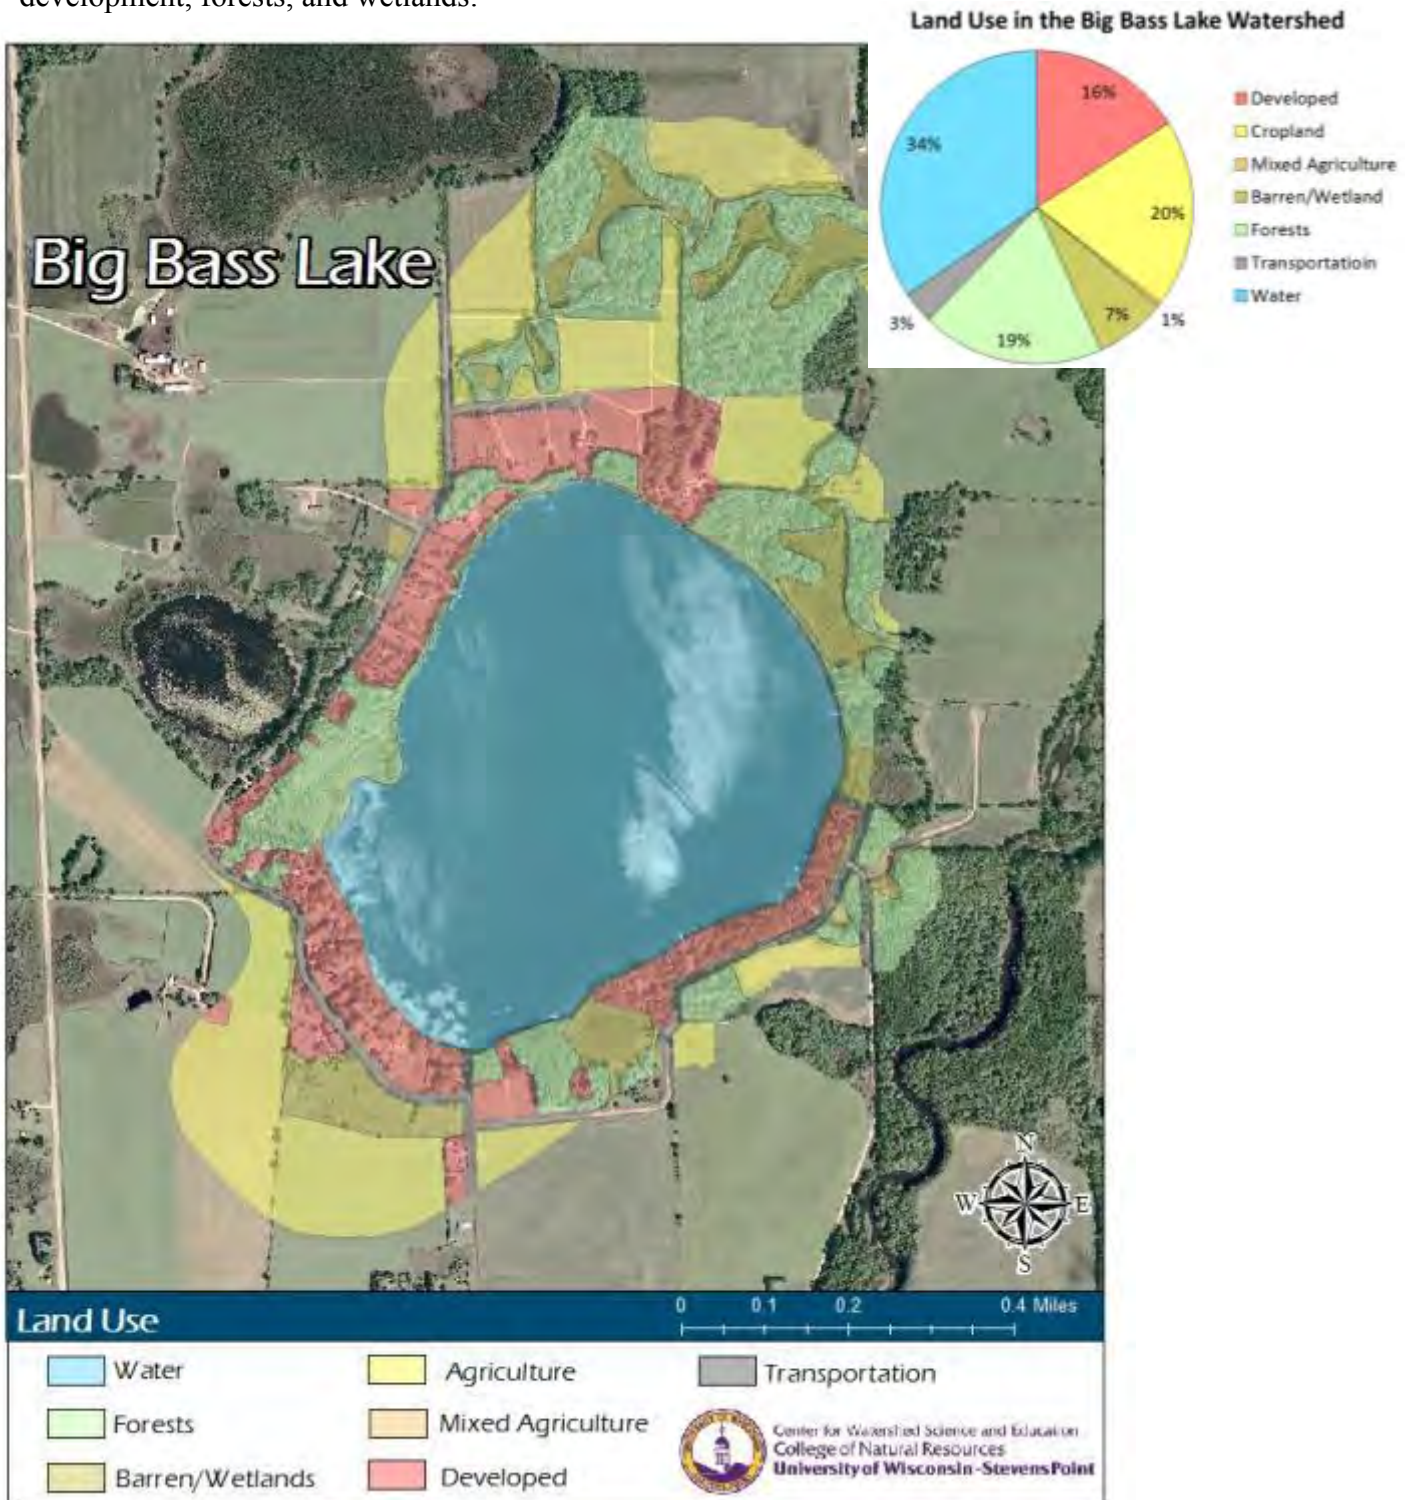 development, forests, and wetlands.
Land Use in the Big Bass Lake Watershed
16%
34%
20%
7%
1%
19%
3%
Developed
Cropland
Mixed Agriculture
Barren/Wetland
Forests
Transportatioin
Water
Big Bass Lake
N
W E
S
Land Use
0 0.1 0.2 0.4 Miles
Water
Forests
Barren/Wetlands
Agriculture
Mixed Agriculture
Developed
Transportation
Center for Watershed Science and Education
College of Natural Resources
University of Wisconsin-Stevens Point